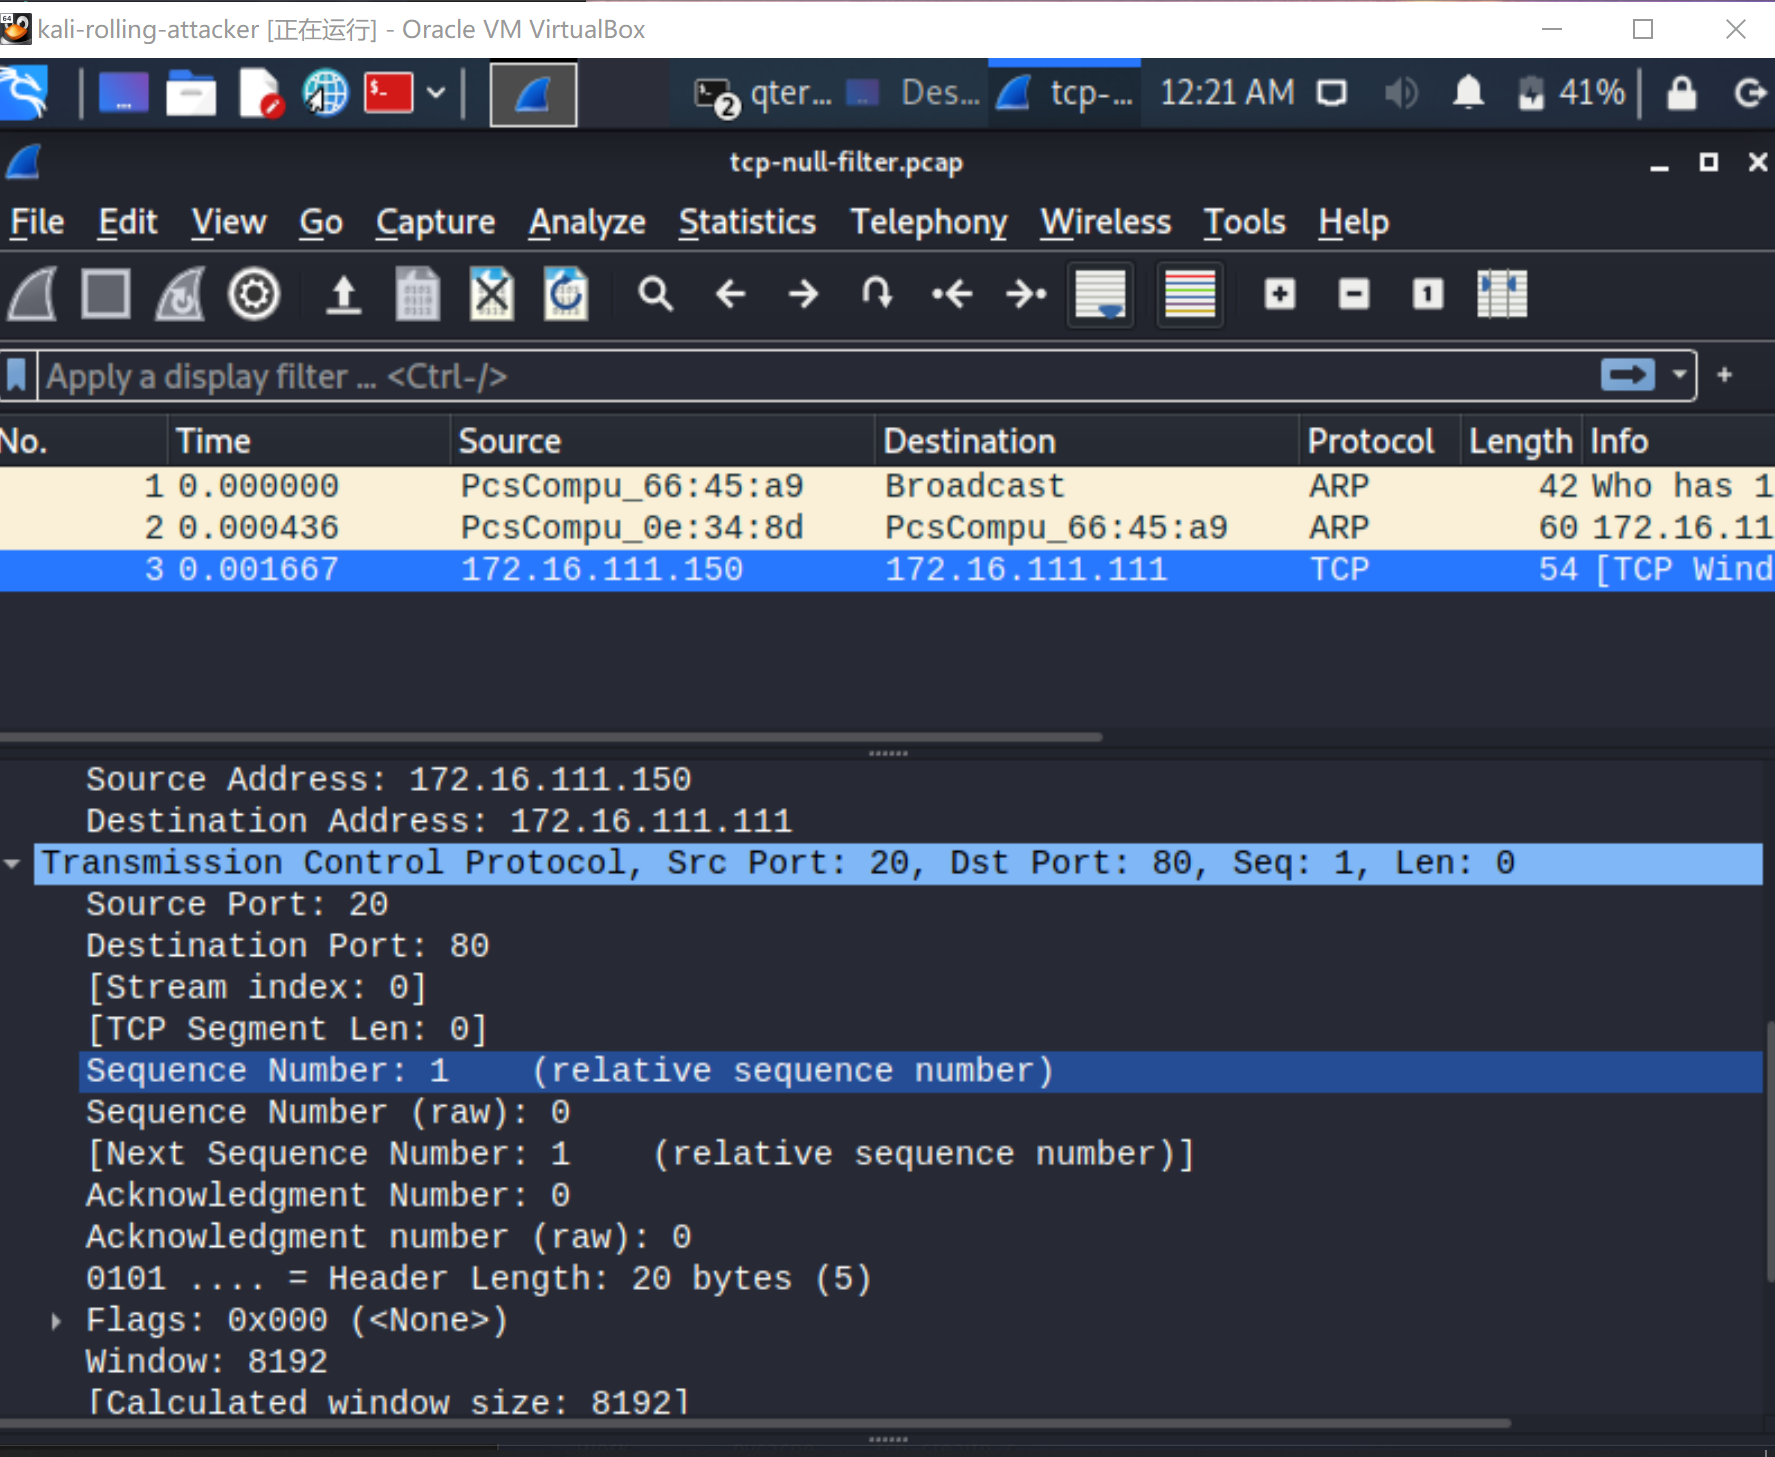 kali-rolling-attacker [正在运行] - Oracle VM VirtualBox
qter... Des... tcp-... 12:21 AM 41%
tcp-null-filter.pcap
File Edit View Go Capture Analyze Statistics Telephony Wireless Tools Help
Apply a display filter ... <Ctrl-/>
No. Time Source Destination Protocol Length Info
1 0.000000 PcsCompu_66:45:a9 Broadcast ARP 42 Who has 1
2 0.000436 PcsCompu_0e:34:8d PcsCompu_66:45:a9 ARP 60 172.16.11
3 0.001667 172.16.111.150 172.16.111.111 TCP 54 [TCP Wind
Source Address: 172.16.111.150
Destination Address: 172.16.111.111
Transmission Control Protocol, Src Port: 20, Dst Port: 80, Seq: 1, Len: 0
Source Port: 20
Destination Port: 80
[Stream index: 0]
[TCP Segment Len: 0]
Sequence Number: 1    (relative sequence number)
Sequence Number (raw): 0
[Next Sequence Number: 1    (relative sequence number)]
Acknowledgment Number: 0
Acknowledgment number (raw): 0
0101 .... = Header Length: 20 bytes (5)
Flags: 0x000 (<None>)
Window: 8192
[Calculated window size: 8192]